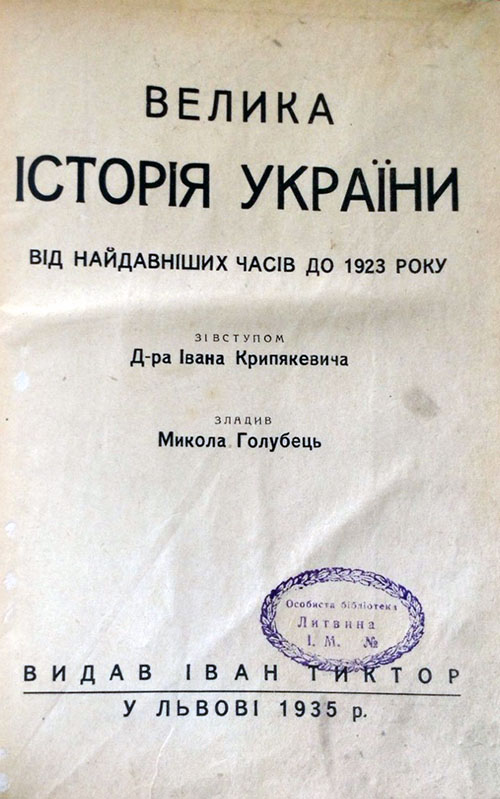 ВЕЛИКА
ІСТОРІЯ УКРАЇНИ
ВІД НАЙДАВНІШИХ ЧАСІВ ДО 1923 РОКУ
ЗІ ВСТУПОМ
Д-ра Івана Крипякевича
ЗЛАДИВ
Микола Голубець
Особиста бібліотека
Литвина
І. М. №
ВИДАВ ІВАН ТИКТОР
У ЛЬВОВІ 1935 р.